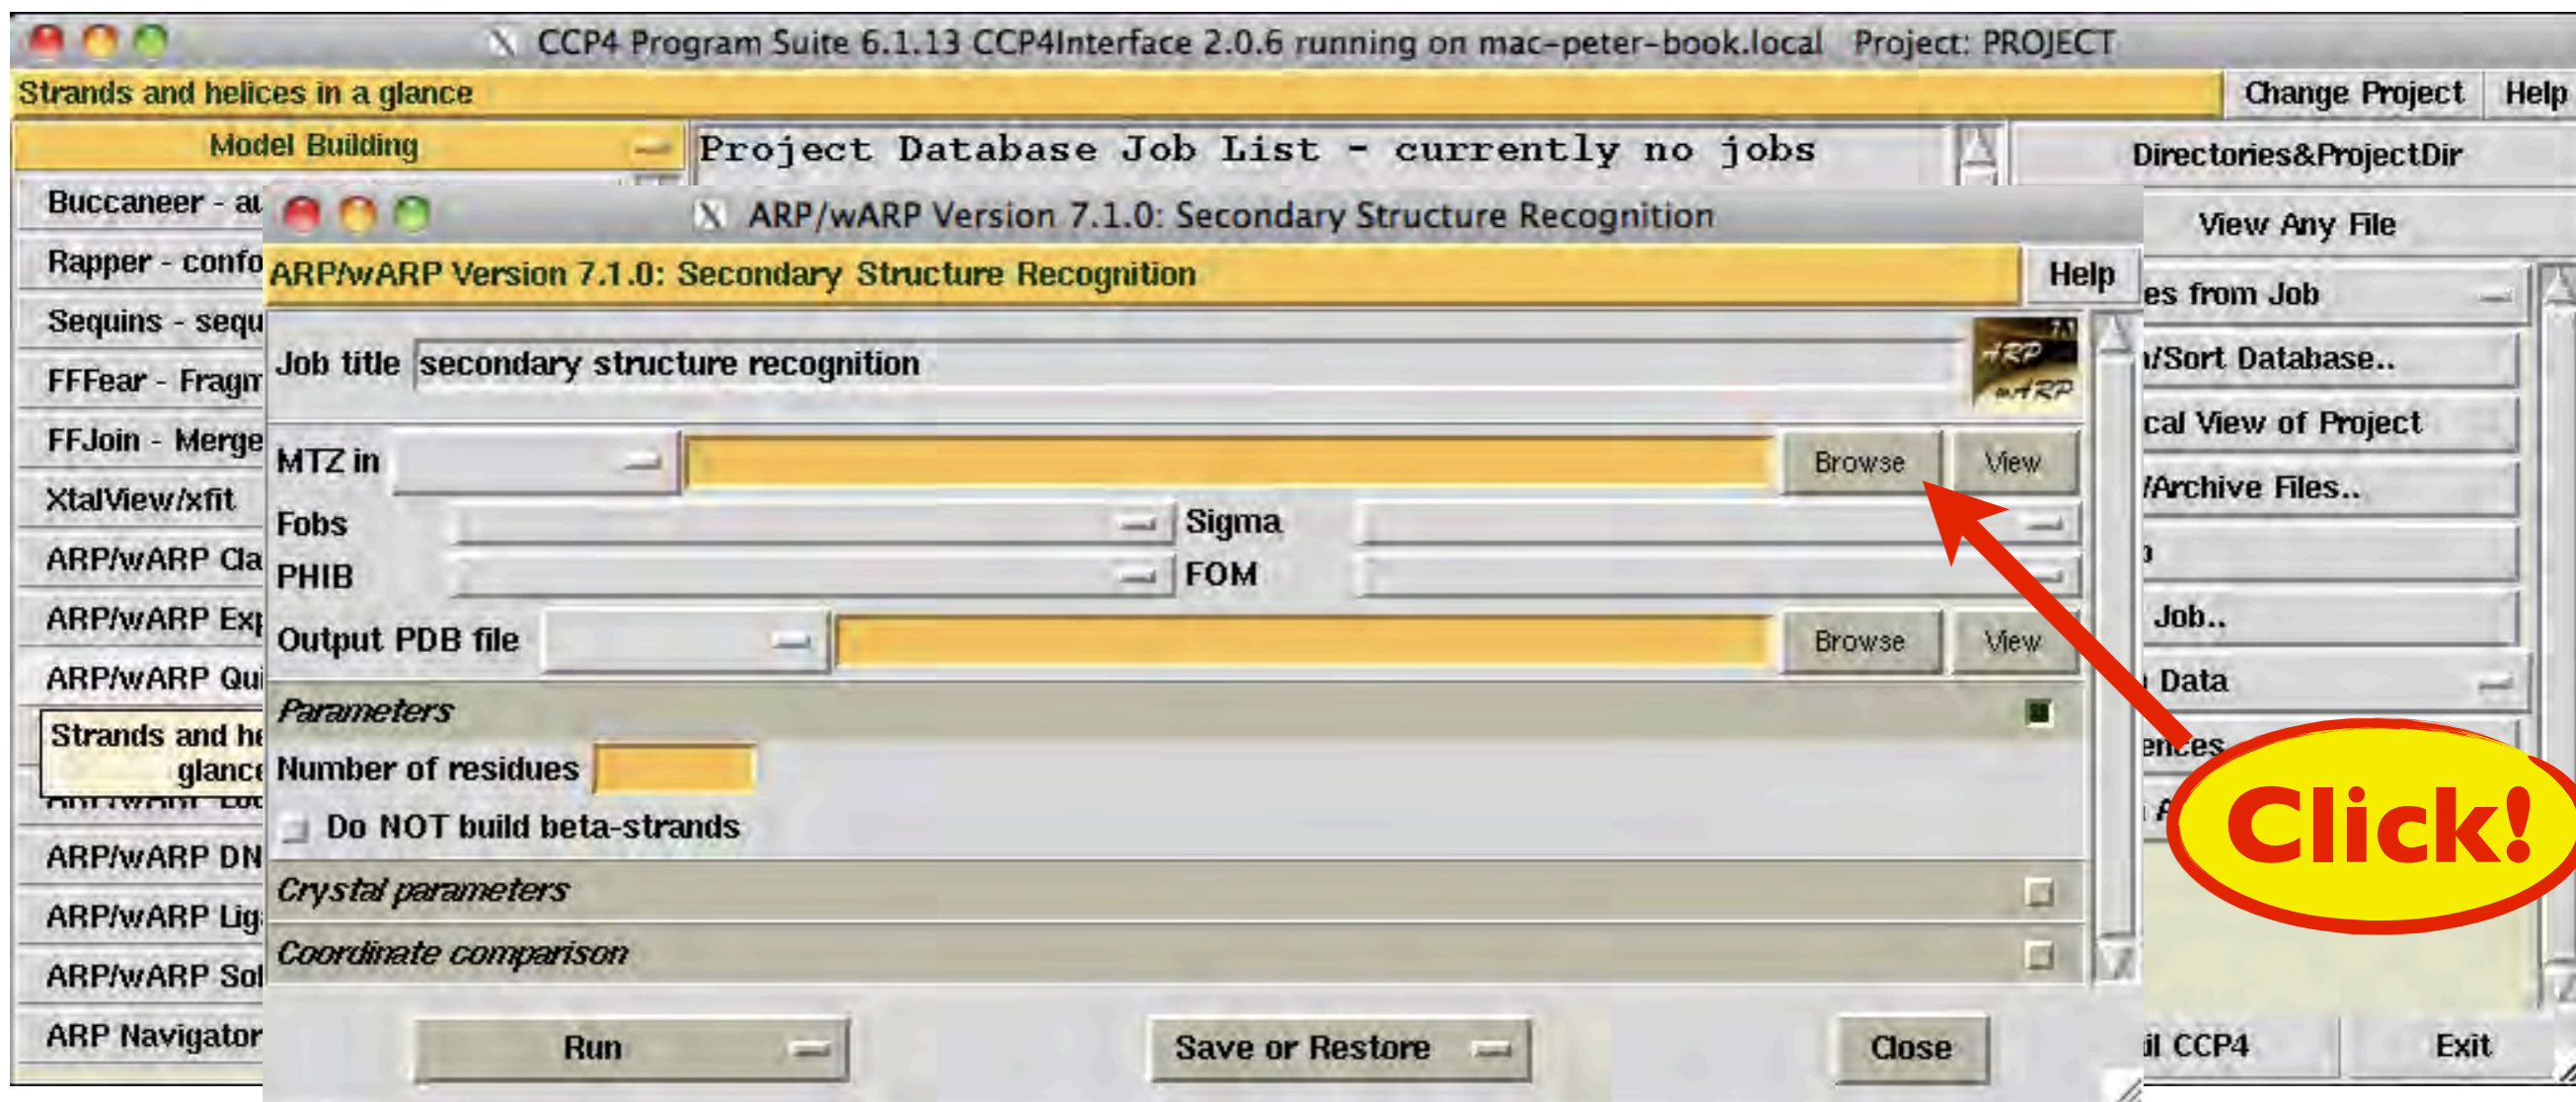 CCP4 Program Suite 6.1.13 CCP4Interface 2.0.6 running on mac-peter-book.local Project: PROJECT
Strands and helices in a glance
Change Project
Help
Model Building
Project Database Job List - currently no jobs
Directories&ProjectDir
View Any File
Buccaneer - au
Rapper - confo
Sequins - sequ
FFFear - Fragm
FFJoin - Merge
XtalView/xfit
ARP/wARP Cla
ARP/wARP Exp
ARP/wARP Qui
Strands and he
glance
ARP/wARP DN
ARP/wARP Lig
ARP/wARP Sol
ARP Navigator
ARP/wARP Version 7.1.0: Secondary Structure Recognition
ARP/wARP Version 7.1.0: Secondary Structure Recognition
Help
Job title secondary structure recognition
7.1
ARP
wARP
MTZ in
Browse
View
Fobs
Sigma
PHIB
FOM
Output PDB file
Browse
View
Parameters
Number of residues
Do NOT build beta-strands
Crystal parameters
Coordinate comparison
Run
Save or Restore
Close
es from Job
/Sort Database..
cal View of Project
/Archive Files..
Job..
Data
ences
Click!
il CCP4
Exit